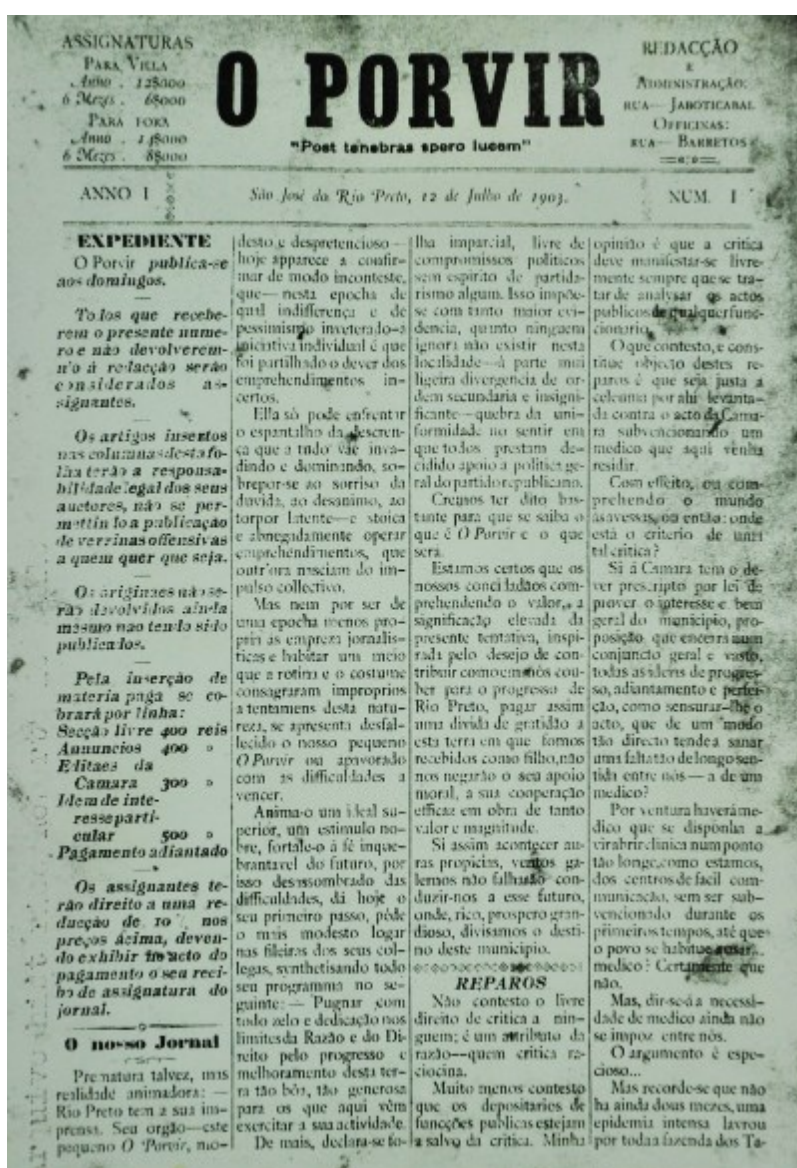 ASSIGNATURAS
PARA VILLA
Anno . 12$000
6 Mezes . 6$000
PARA FORA
Anno . 14$000
6 Mezes . 8$000
O PORVIR
"Post tenebras spero lucem"
REDACÇÃO
E
ADMINISTRAÇÃO:
RUA— JABOTICABAL
OFFICINAS:
RUA— BARRETOS
ANNO I
São José do Rio Preto, 12 de Julho de 1903.
NUM. I
EXPEDIENTE
O Porvir publica-se
aos domingos.
To los que recebe-
rem o presente nume-
ro e não devolverem-
n'o á redacção serão
considerados as-
signantes.
Os artigos insertos
nas columnas desta fo-
lha terão a responsa-
bilidade legal dos seus
auctores, não se per-
mettin lo a publicação
de verrinas offensivas
a quem quer que seja.
Os originaes não se-
rão devolvidos ainda
mesmo não tendo sido
publicados.
Pela inserção de
materia paga se co-
brará por linha:
Secção livre 400 reis
Annuncios 400 »
Editaes da
Camara 300 »
Idem de inte-
resse parti-
cular 500 »
Pagamento adiantado
Os assignantes te-
rão direito a uma re-
ducção de 10 nos
preços ácima, deven-
do exhibir no acto do
pagamento o seu reci-
bo de assignatura do
jornal.
O nosso Jornal
Prematura talvez, mas
realidade animadora: —
Rio Preto tem a sua im-
prensa. Seu orgão—este
pequeno O Porvir, mo-
desto e despretencioso—
hoje apparece a confir-
mar de modo inconteste,
que— nesta epocha de
qual indifferença e de
pessimismo inveterado—a
iniciativa individual é que
foi partilhado o dever dos
emprehendimentos in-
certos.
Ella só pode enfrentar
o espantalho da descren-
ça que a tudo vae inva-
dindo e dominando, so-
brepor-se ao sorriso da
duvida, ao desanimo, ao
torpor latente—e stoica
e abnegadamente operar
emprehendimentos, que
outr'ora nasciam do im-
pulso collectivo.
Mas nem por ser de
uma epocha menos pro-
pria ás emprezas jornalis-
ticas e habitar um meio
que a rotina e o costume
consagraram improprios
a tentamens desta natu-
reza, se apresenta desfal-
lecido o nosso pequeno
O Porvir ou apavorado
com as difficuldades a
vencer.
Anima-o um ideal su-
perior, um estimulo no-
bre, fortale-o á fé inque-
brantavel do futuro, por
isso desassombrado das
difficuldades, dá hoje o
seu primeiro passo, pede
o mais modesto logar
nas fileiras dos seus col-
legas, synthetisando todo
seu programma no se-
guinte: — Pugnar com
todo zelo e dedicação nos
limites da Razão e do Di-
reito pelo progresso e
melhoramento desta ter-
ra tão bôa, tão generosa
para os que aqui vêm
exercitar a sua actividade.
De mais, declara-se fo-
lha imparcial, livre de
compromissos politicos
sem espirito de partida-
rismo algum. Isso impõe-
se com tanto maior evi-
dencia, quanto ninguem
ignora não existir nesta
localidade—á parte mui
ligeira divergencia de or-
dem secundaria e insigni-
ficante—quebra da uni-
formidade no sentir em
que todos prestam de-
cidido apoio a politica ge-
ral do partido republicano.
Cremos ter dito bas-
tante para que se saiba o
que é O Porvir e o que
será.
Estamos certos que os
nossos concidadãos com-
prehendendo o valor, a
significação elevada da
presente tentativa, inspi-
rada pelo desejo de con-
tribuir como em nós cou-
ber para o progresso de
Rio Preto, pagar assim
uma divida de gratidão a
esta terra em que fomos
recebidos como filho, não
nos negarão o seu apoio
moral, a sua cooperação
efficaz em obra de tanto
valor e magnitude.
Si assim acontecer au-
ras propicias, ventos ga-
lernos não falharão con-
duzir-nos a esse futuro,
onde, rico, prospero gran-
dioso, divisamos o desti-
no deste municipio.
REPAROS
Não contesto o livre
direito de critica a nin-
guem; é um attributo da
razão—quem critica ra-
ciocina.
Muito menos contesto
que os depositarios de
funcções publicas estejam
a salvo da critica. Minha
opinião é que a critica
deve manifestar-se livre-
mente sempre que se tra-
tar de analysar os actos
publicos de qualquer func-
cionario.
O que contesto, e cons-
titue objecto destes re-
paros é que seja justa a
celeuma por ahi levanta-
da contra o acto da Cama-
ra subvencionando um
medico que aqui venha
residir.
Com effeito, ou com-
prehendo o mundo
ás avessas, ou então: onde
está o criterio de uma
tal critica?
Si á Camara tem o de-
ver prescripto por lei de
prover o interesse e bem
geral do municipio, pro-
posição que encerra num
conjuncto geral e vasto,
todas as ideias de progres-
so, adiantamento e perfei-
ção, como sensurar-lhe o
acto, que de um modo
tão directo tende a sanar
uma falta tão de longo sen-
tida entre nós— a de um
medico?
Por ventura haverá me-
dico que se disponha a
vir abrir clinica num ponto
tão longe, como estamos,
dos centros de facil com-
municação, sem ser sub-
vencionado durante os
primeiros tempos, até que
o povo se habitue
medico? Certamente que
não.
Mas, dir-se-á a necessi-
dade de medico ainda não
se impoz entre nós.
O argumento é espe-
cioso...
Mas recorde-se que não
ha ainda dous mezes, uma
epidemia intensa lavrou
por toda a fazenda dos Ta-